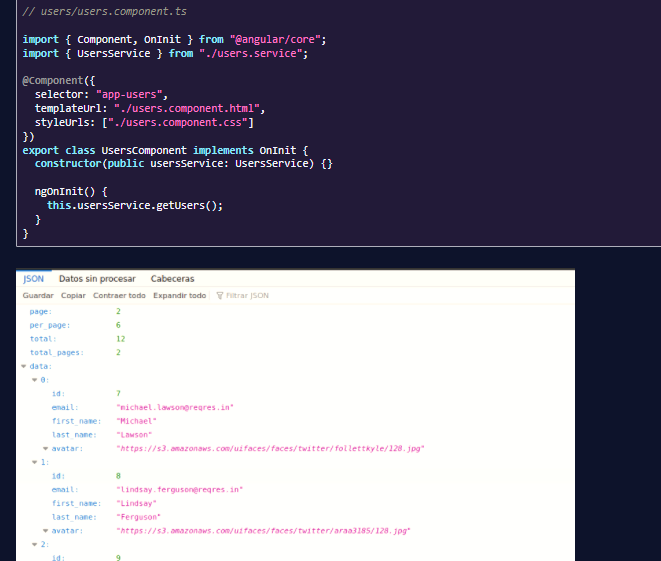 // users/users.component.ts
import { Component, OnInit } from "@angular/core";
import { UsersService } from "./users.service";
@Component({
  selector: "app-users",
  templateUrl: "./users.component.html",
  styleUrls: ["./users.component.css"]
})
export class UsersComponent implements OnInit {
  constructor(public usersService: UsersService) {}
  ngOnInit() {
    this.usersService.getUsers();
  }
}
JSON Datos sin procesar Cabeceras
Guardar Copiar Contraer todo Expandir todo Filtrar JSON
page: 2
per_page: 6
total: 12
total_pages: 2
data:
0:
id: 7
email: "michael.lawson@reqres.in"
first_name: "Michael"
last_name: "Lawson"
avatar: "https://s3.amazonaws.com/uifaces/faces/twitter/follettkyle/128.jpg"
1:
id: 8
email: "lindsay.ferguson@reqres.in"
first_name: "Lindsay"
last_name: "Ferguson"
avatar: "https://s3.amazonaws.com/uifaces/faces/twitter/araa3185/128.jpg"
2:
id: 9